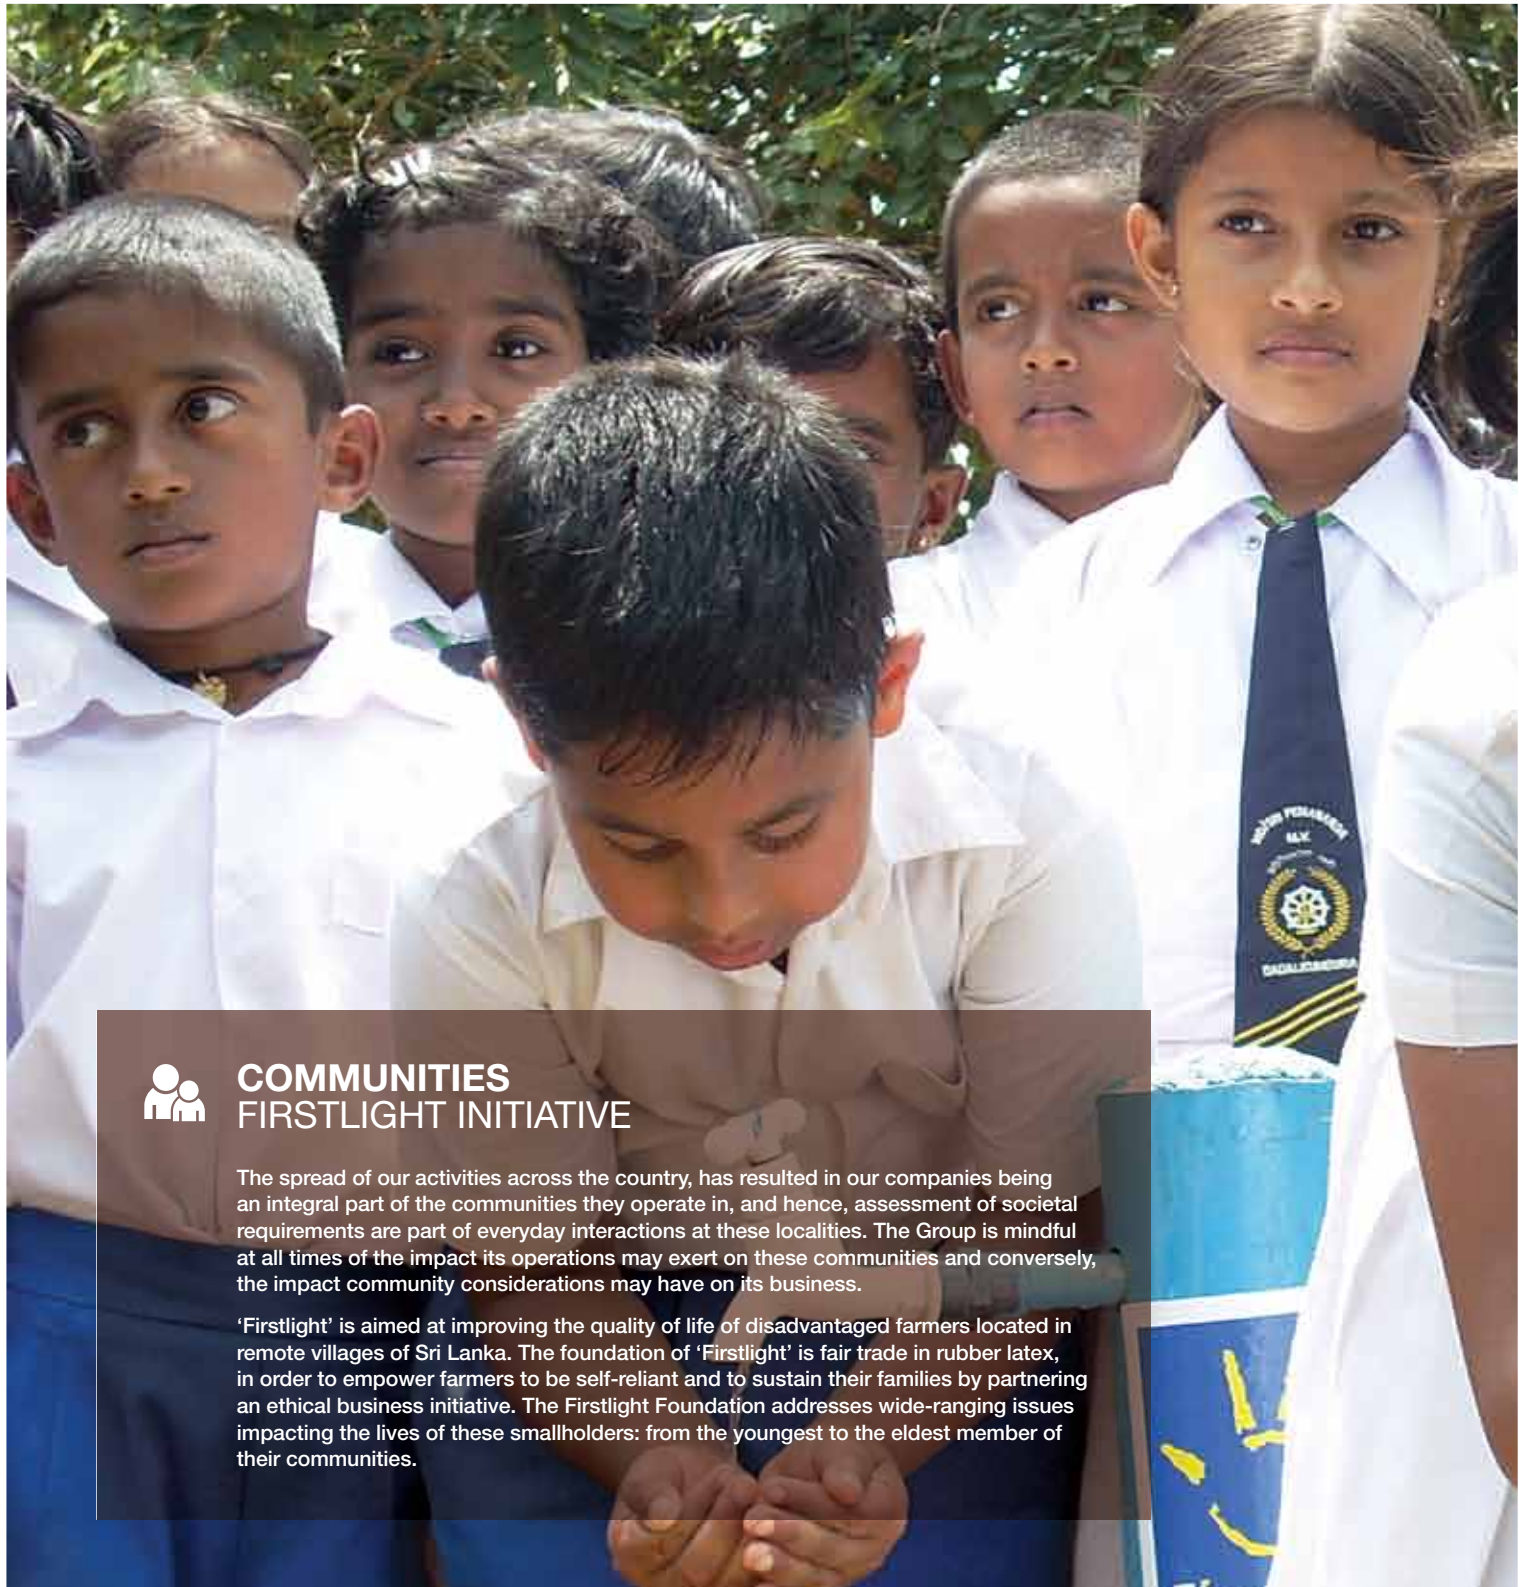 M.V.
COMMUNITIES
FIRSTLIGHT INITIATIVE
The spread of our activities across the country, has resulted in our companies being
an integral part of the communities they operate in, and hence, assessment of societal
requirements are part of everyday interactions at these localities. The Group is mindful
at all times of the impact its operations may exert on these communities and conversely,
the impact community considerations may have on its business.
‘Firstlight’ is aimed at improving the quality of life of disadvantaged farmers located in
remote villages of Sri Lanka. The foundation of ‘Firstlight’ is fair trade in rubber latex,
in order to empower farmers to be self-reliant and to sustain their families by partnering
an ethical business initiative. The Firstlight Foundation addresses wide-ranging issues
impacting the lives of these smallholders: from the youngest to the eldest member of
their communities.